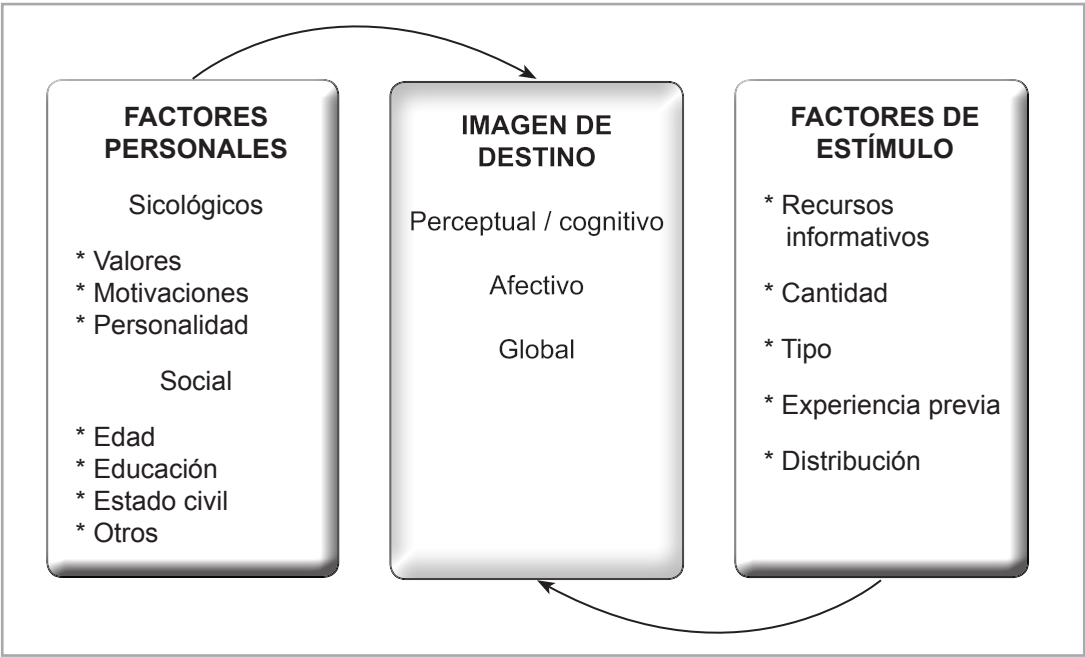 FACTORES
PERSONALES
Sicológicos
* Valores
* Motivaciones
* Personalidad
Social
* Edad
* Educación
* Estado civil
* Otros
IMAGEN DE
DESTINO
Perceptual / cognitivo
Afectivo
Global
FACTORES DE
ESTÍMULO
* Recursos
informativos
* Cantidad
* Tipo
* Experiencia previa
* Distribución